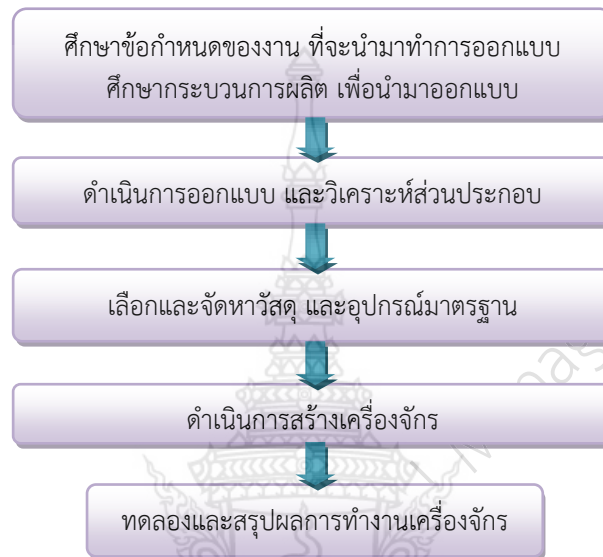 ศึกษาข้อกำหนดของงาน ที่จะนำมาทำการออกแบบ
ศึกษากระบวนการผลิต เพื่อนำมาออกแบบ
ดำเนินการออกแบบ และวิเคราะห์ส่วนประกอบ
เลือกและจัดหาวัสดุ และอุปกรณ์มาตรฐาน
ดำเนินการสร้างเครื่องจักร
ทดลองและสรุปผลการทำงานเครื่องจักร